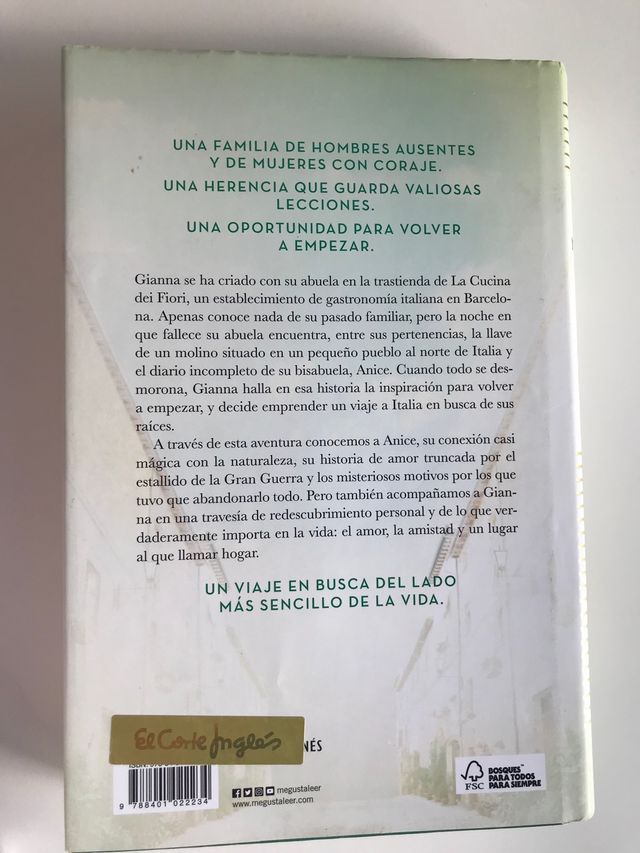 UNA FAMILIA DE HOMBRES AUSENTES
Y DE MUJERES CON CORAJE.
UNA HERENCIA QUE GUARDA VALIOSAS
LECCIONES.
UNA OPORTUNIDAD PARA VOLVER
A EMPEZAR.
Gianna se ha criado con su abuela en la trastienda de La Cucina
dei Fiori, un establecimiento de gastronomía italiana en Barcelo-
na. Apenas conoce nada de su pasado familiar, pero la noche en
que fallece su abuela encuentra, entre sus pertenencias, la llave
de un molino situado en un pequeño pueblo al norte de Italia y
el diario incompleto de su bisabuela, Anice. Cuando todo se des-
morona, Gianna halla en esa historia la inspiración para volver
a empezar, y decide emprender un viaje a Italia en busca de sus
raíces.
A través de esta aventura conocemos a Anice, su conexión casi
mágica con la naturaleza, su historia de amor truncada por el
estallido de la Gran Guerra y los misteriosos motivos por los que
tuvo que abandonarlo todo. Pero también acompañamos a Gian-
na en una travesía de redescubrimiento personal y de lo que ver-
daderamente importa en la vida: el amor, la amistad y un lugar
al que llamar hogar.
UN VIAJE EN BUSCA DEL LADO
MÁS SENCILLO DE LA VIDA.
El Corte Inglés
NÉS
ISBN:
9 788401 022234
megustaleer
www.megustaleer.com
FSC
BOSQUES
PARA TODOS
PARA SIEMPRE